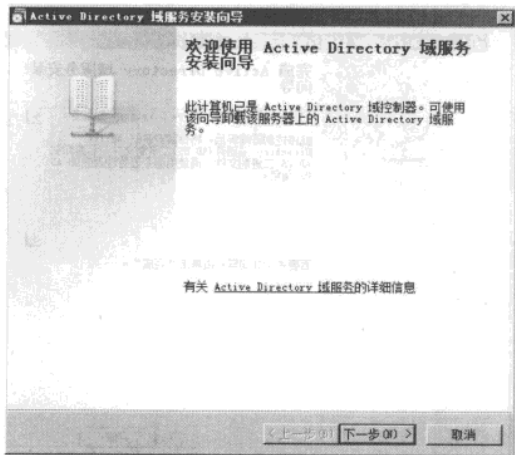 Active Directory 域服务安装向导
欢迎使用 Active Directory 域服务
安装向导
此计算机已是 Active Directory 域控制器。可使用
该向导卸载该服务器上的 Active Directory 域服
务。
有关 Active Directory 域服务的详细信息
<上一步(B)
下一步(N) >
取消